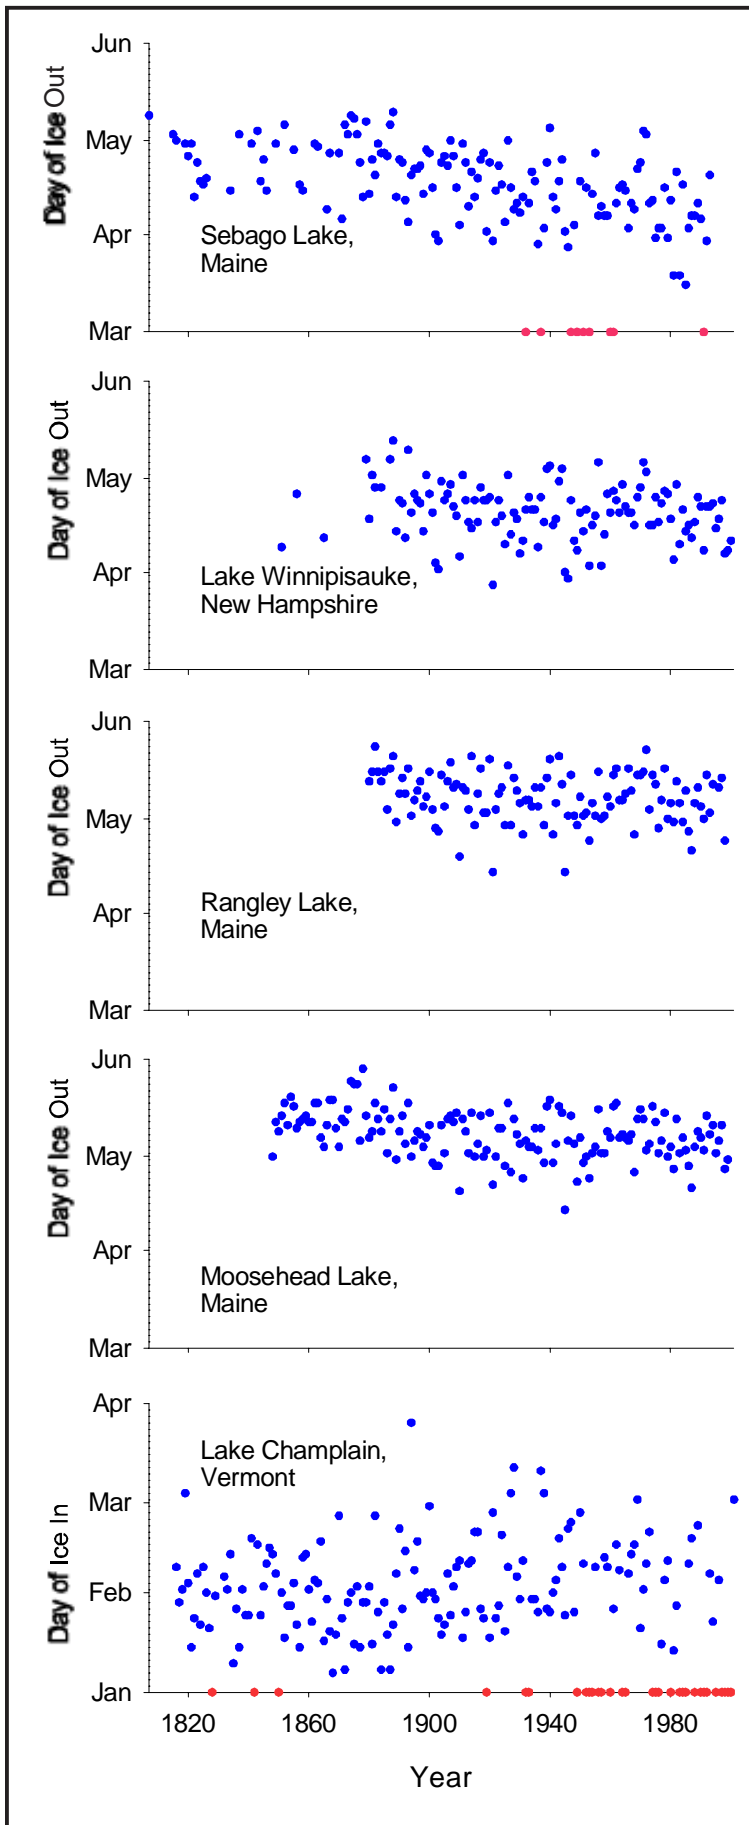 Jun
May
Apr
Mar
Day of Ice Out
Sebago Lake,
Maine
Jun
May
Apr
Mar
Day of Ice Out
Lake Winnipisauke,
New Hampshire
Jun
May
Apr
Mar
Day of Ice Out
Rangley Lake,
Maine
Jun
May
Apr
Mar
Day of Ice Out
Moosehead Lake,
Maine
Apr
Mar
Feb
Jan
Day of Ice In
Lake Champlain,
Vermont
1820 1860 1900 1940 1980
Year